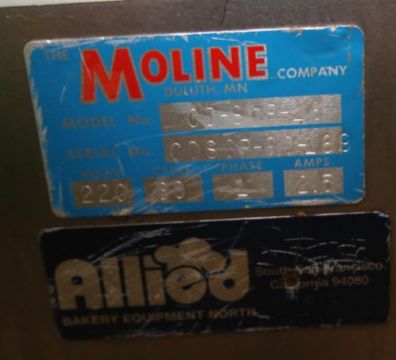 THE MOLINE COMPANY
DULUTH, MN
MODEL No.
SERIAL No.
VOLTS PHASE AMPS
220 2.5
Allied
BAKERY EQUIPMENT NORTH
South San Francisco
California 94080